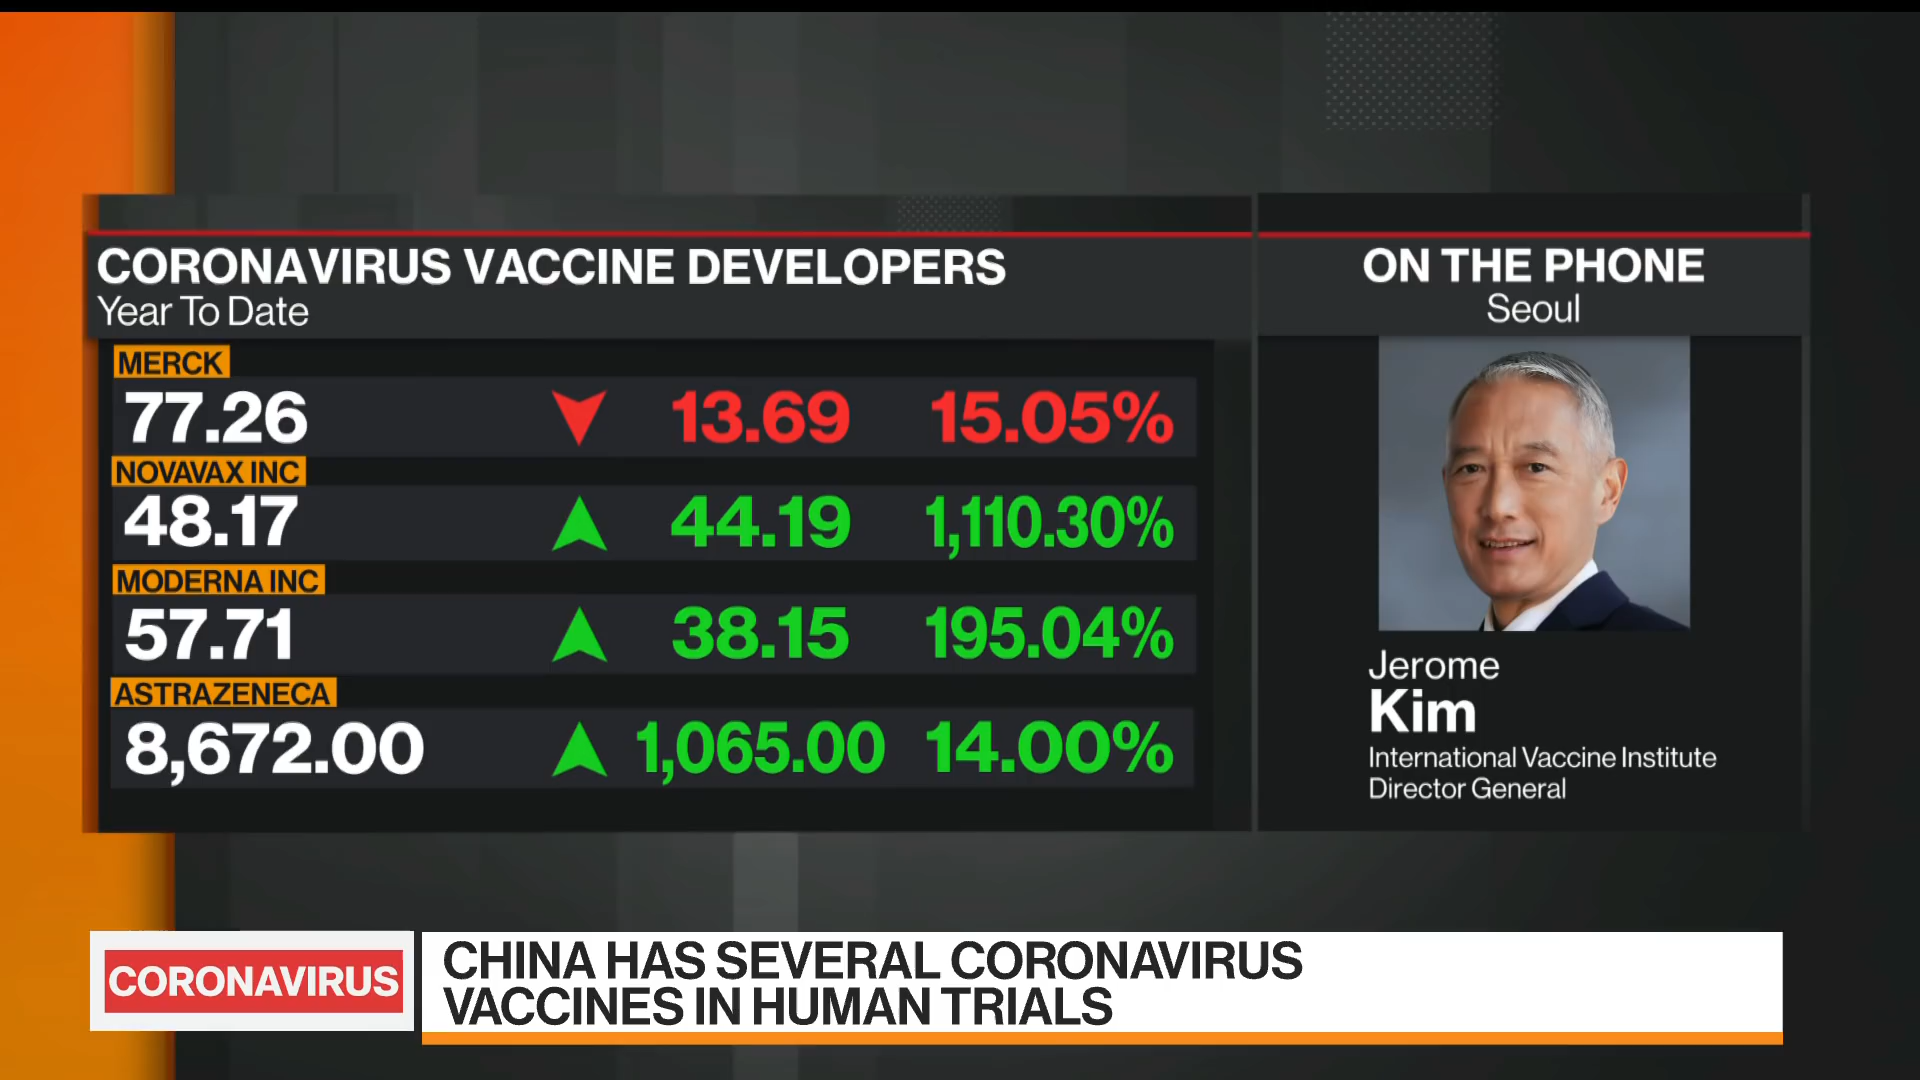 CORONAVIRUS VACCINE DEVELOPERS
Year To Date
MERCK
77.26 ▼ 13.69 15.05%
NOVAVAX INC
48.17 ▲ 44.19 1,110.30%
MODERNA INC
57.71 ▲ 38.15 195.04%
ASTRAZENECA
8,672.00 ▲ 1,065.00 14.00%
ON THE PHONE
Seoul
Jerome
Kim
International Vaccine Institute
Director General
CORONAVIRUS
CHINA HAS SEVERAL CORONAVIRUS
VACCINES IN HUMAN TRIALS